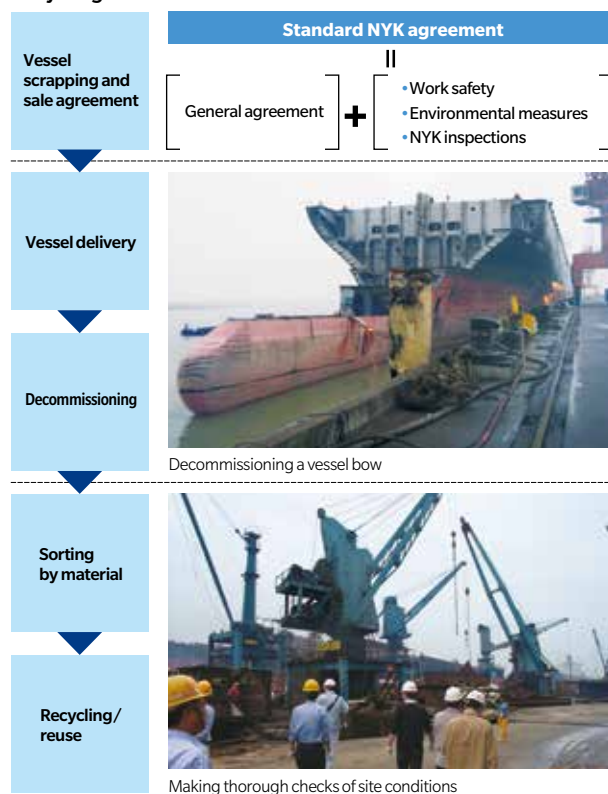 Vessel
scrapping and
sale agreement
Standard NYK agreement
General agreement
+
•Work safety
•Environmental measures
•NYK inspections
Vessel delivery
Decommissioning
Decommissioning a vessel bow
Sorting
by material
Recycling/
reuse
Making thorough checks of site conditions